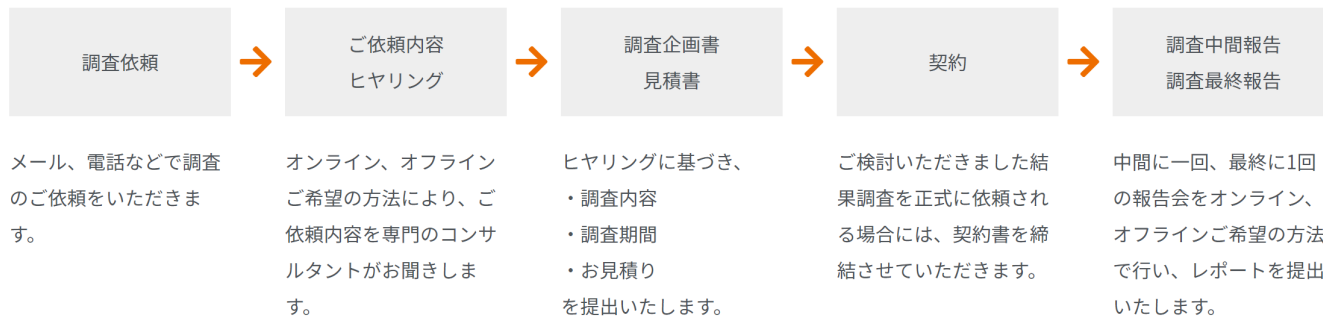 調査依頼
メール、電話などで調査
のご依頼をいただきま
す。
ご依頼内容
ヒヤリング
オンライン、オフライン
ご希望の方法により、ご
依頼内容を専門のコンサ
ルタントがお聞きしま
す。
調査企画書
見積書
ヒヤリングに基づき、
・調査内容
・調査期間
・お見積り
を提出いたします。
契約
ご検討いただきました結
果調査を正式に依頼され
る場合には、契約書を締
結させていただきます。
調査中間報告
調査最終報告
中間に一回、最終に1回
の報告会をオンライン、
オフラインご希望の方法
で行い、レポートを提出
いたします。